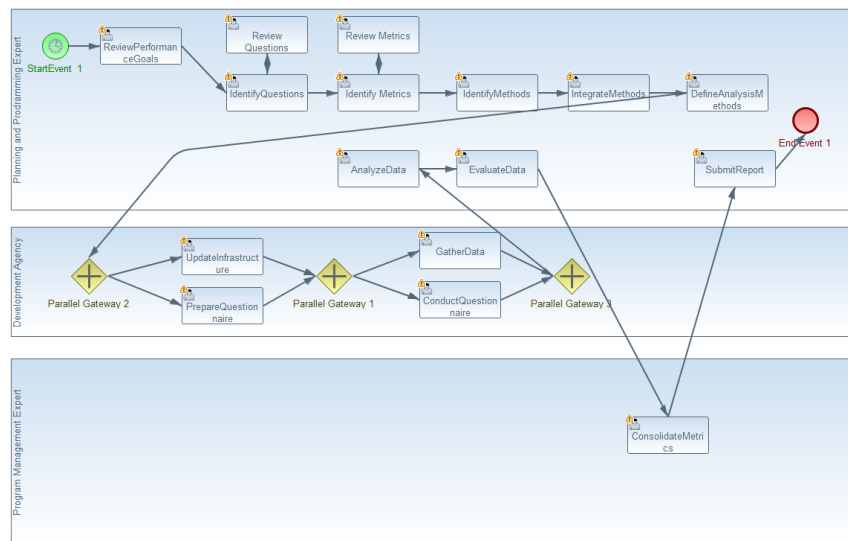 Planning and Prodramming Expert
StartEvent 1
ReviewPerforma
nceGoals
Review
Questions
Review Metrics
IdentifyQuestions
Identify Metrics
IdentifyMethods
IntegrateMethods
DefineAnalysisM
ethods
End Event 1
AnalyzeData
EvaluateData
SubmitReport
Development Agency
Parallel Gateway 2
UpdateInfrastruct
ure
PrepareQuestion
naire
Parallel Gateway 1
GatherData
ConductQuestion
naire
Parallel Gateway 3
Program Management Expert
ConsolidateMetri
cs